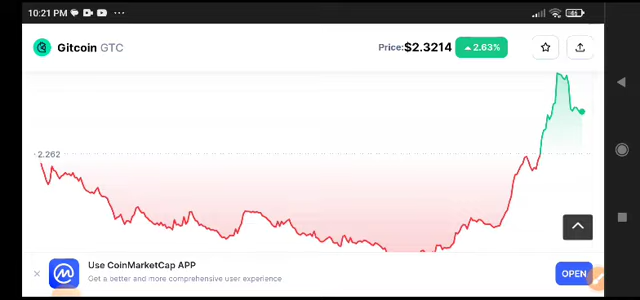 10:21 PM
Gitcoin GTC
Price: $2.3214 2.63%
2.262
Use CoinMarketCap APP
Get a better and more comprehensive user experience
OPEN